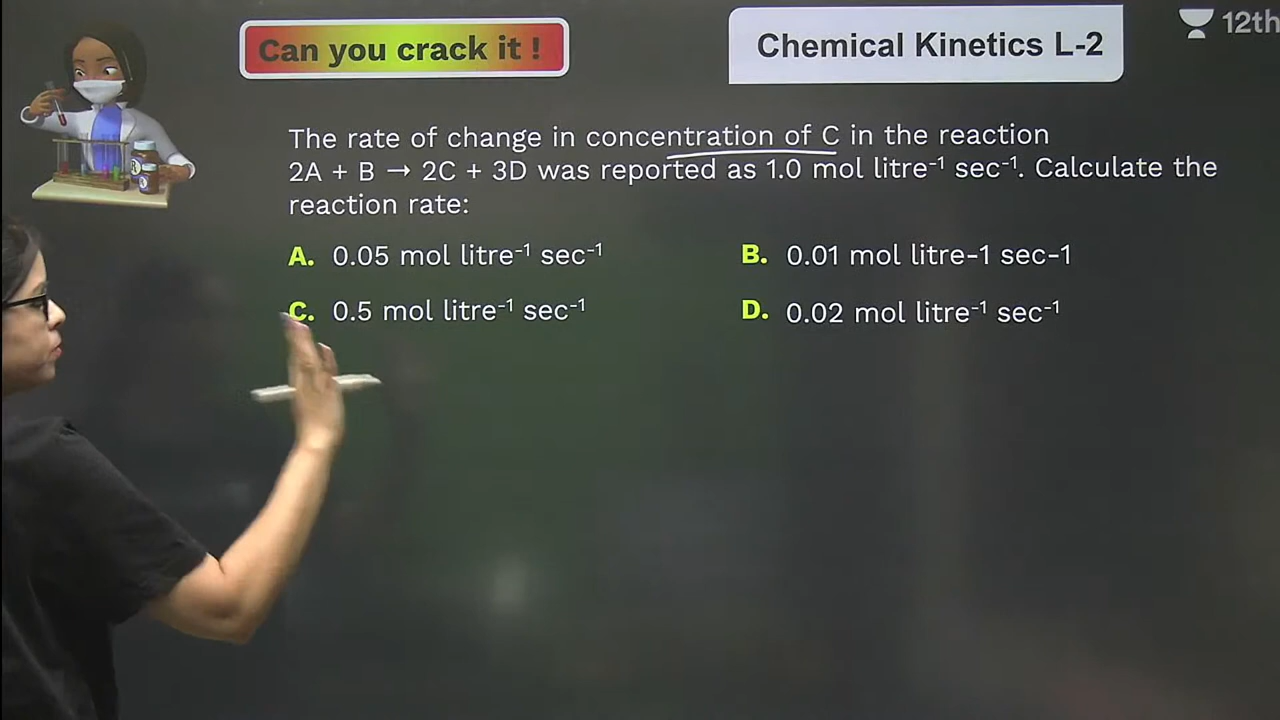 Can you crack it !
Chemical Kinetics L-2
12th
The rate of change in concentration of C in the reaction
2A + B → 2C + 3D was reported as 1.0 mol litre⁻¹ sec⁻¹. Calculate the
reaction rate:
A. 0.05 mol litre⁻¹ sec⁻¹
B. 0.01 mol litre-1 sec-1
C. 0.5 mol litre⁻¹ sec⁻¹
D. 0.02 mol litre⁻¹ sec⁻¹